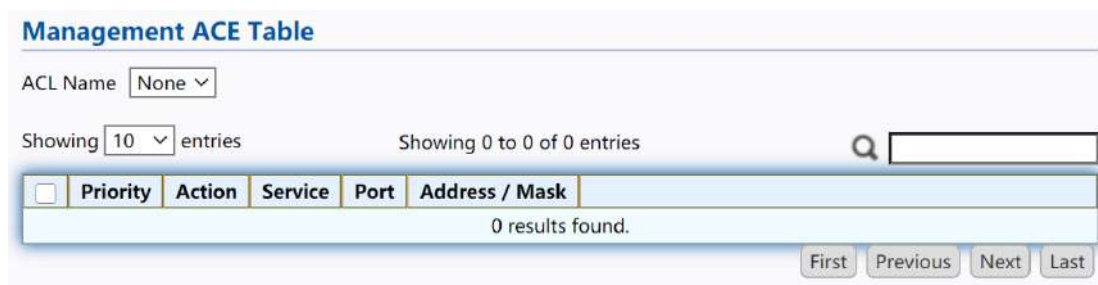 Management ACE Table
ACL Name None
Showing 10 entries Showing 0 to 0 of 0 entries
Priority Action Service Port Address / Mask
0 results found.
First Previous Next Last